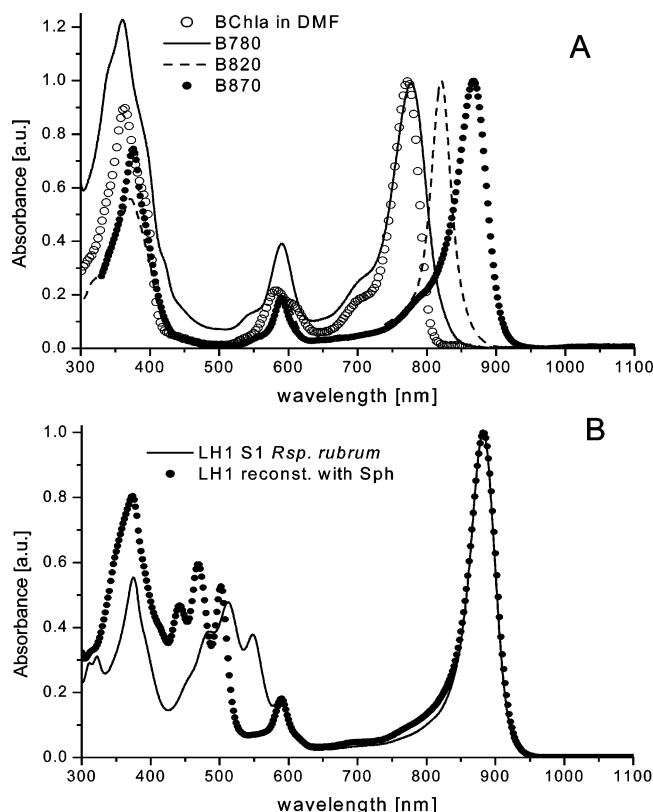 A
BChla in DMF
B780
B820
B870
Absorbance [a.u.]
1.2
1.0
0.8
0.6
0.4
0.2
0.0
300 400 500 600 700 800 900 1000 1100
wavelength [nm]
B
LH1 S1 Rsp. rubrum
LH1 reconst. with Sph
Absorbance [a.u.]
1.0
0.8
0.6
0.4
0.2
0.0
300 400 500 600 700 800 900 1000 1100
wavelength [nm]